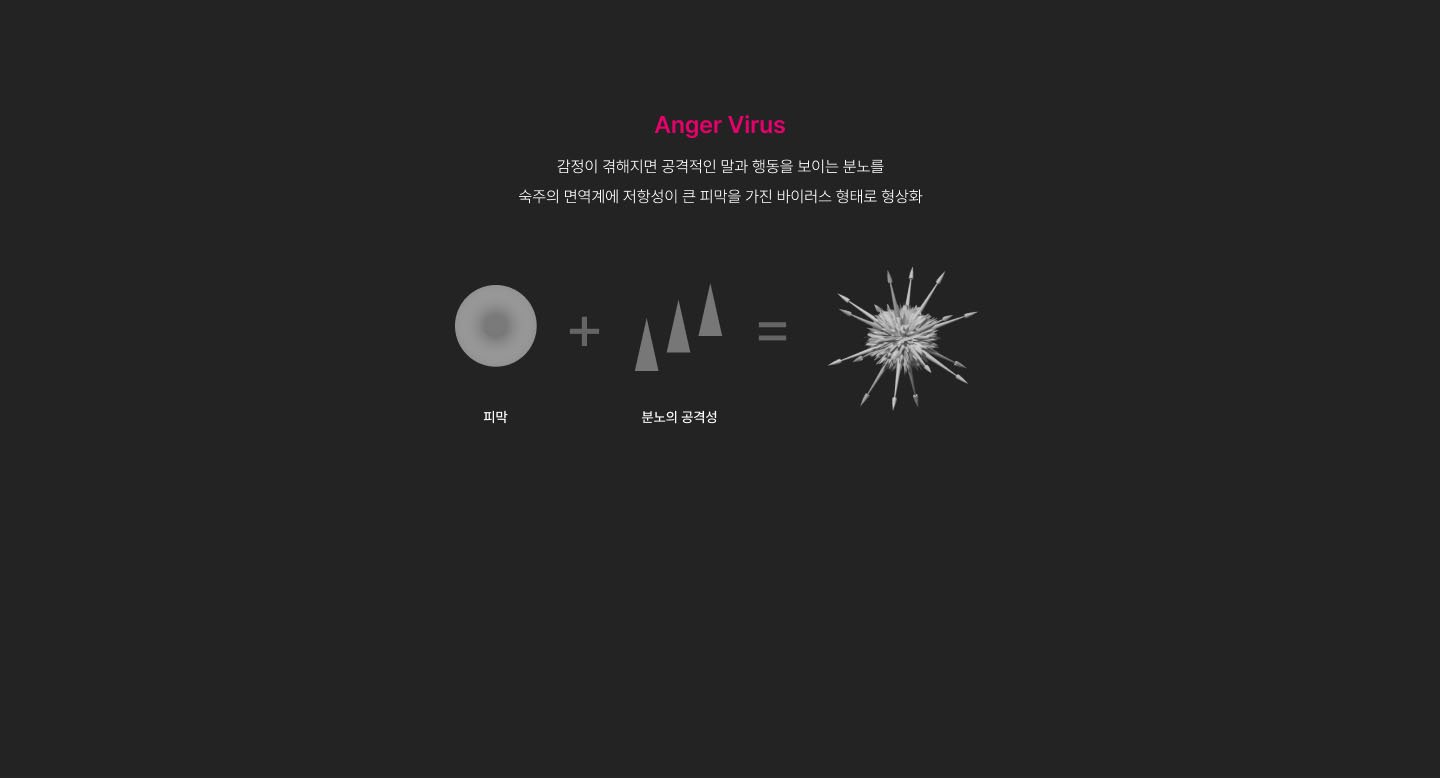 Anger Virus
감정이 겪해지면 공격적인 말과 행동을 보이는 분노를
숙주의 면역계에 저항성이 큰 피막을 가진 바이러스 형태로 형상화
+
=
피막
분노의 공격성